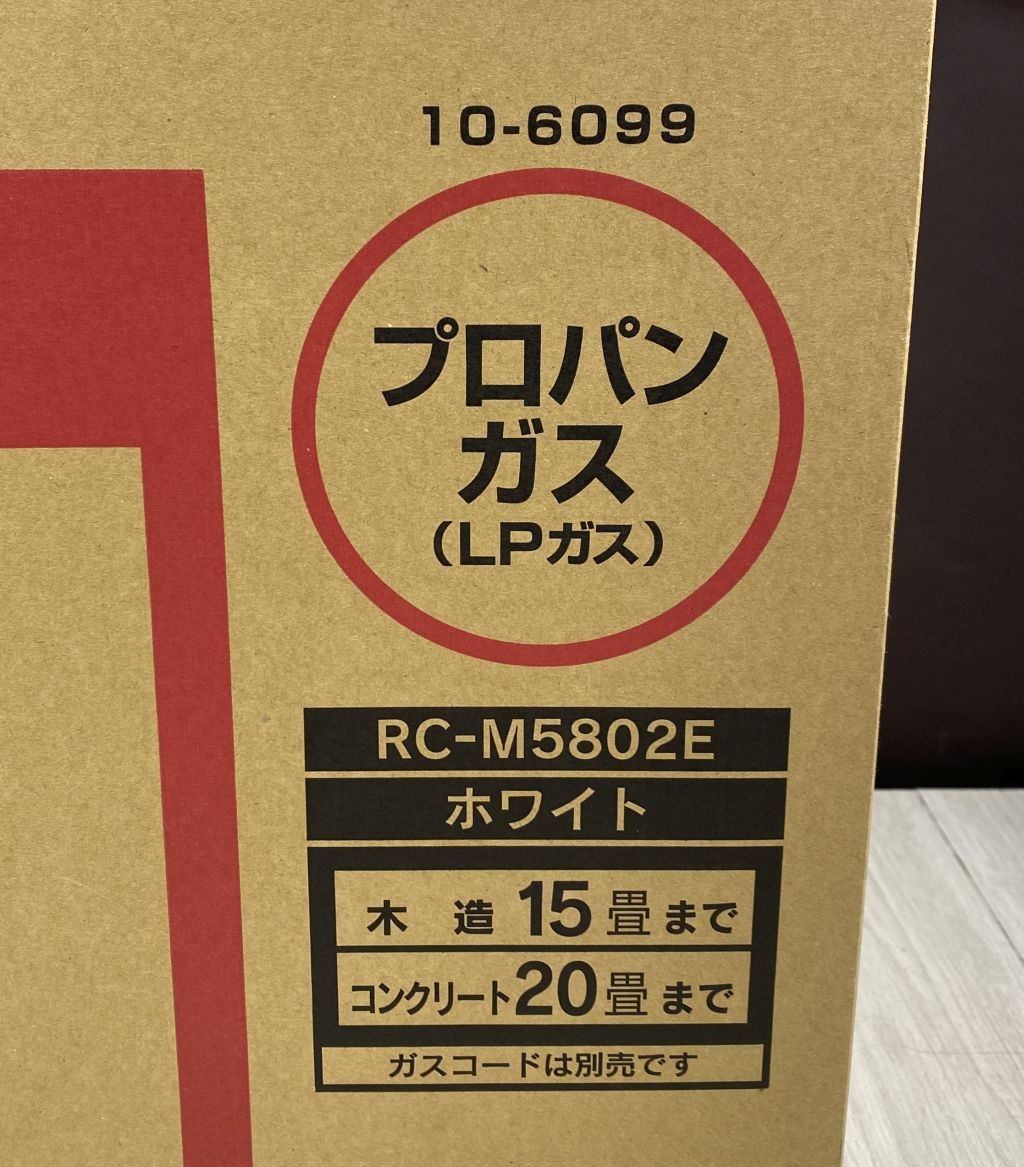 10-6099
プロパン
ガス
（LPガス）
RC-M5802E
ホワイト
木 造 15畳まで
コンクリート20畳まで
ガスコードは別売です